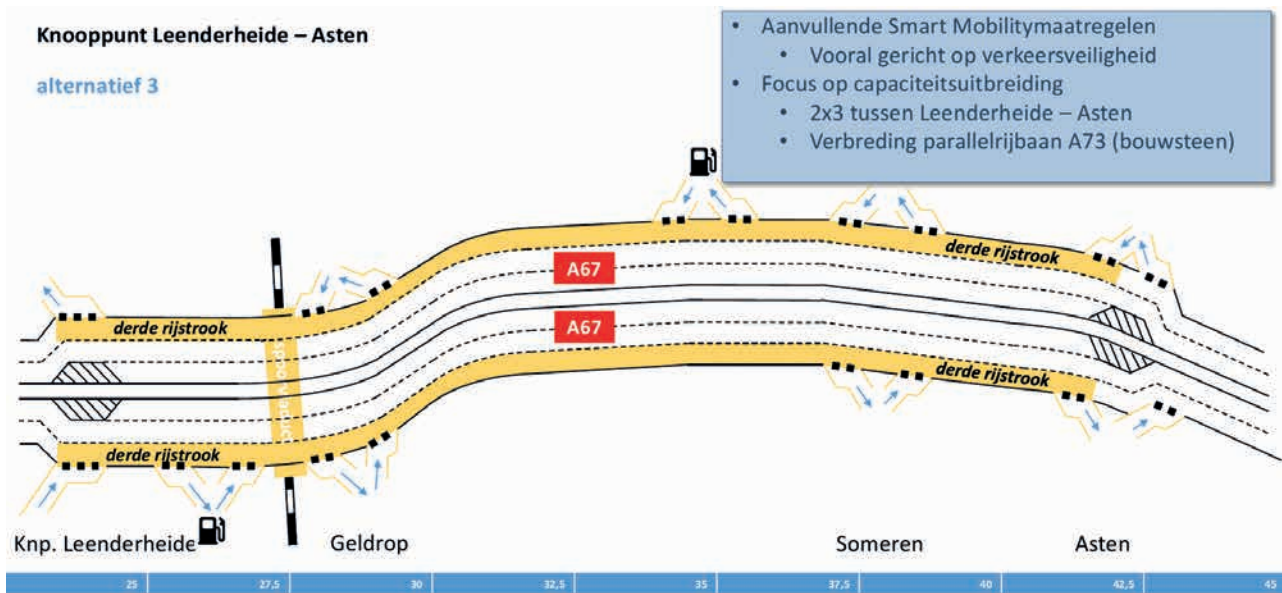 Knooppunt Leenderheide – Asten
alternatief 3
• Aanvullende Smart Mobilitymaatregelen
• Vooral gericht op verkeersveiligheid
• Focus op capaciteitsuitbreiding
• 2x3 tussen Leenderheide – Asten
• Verbreding parallelrijbaan A73 (bouwsteen)
derde rijstrook
A67
derde rijstrook
A67
derde rijstrook
derde rijstrook
Knp. Leenderheide
Geldrop
Someren
Asten
25
27,5
30
32,5
35
37,5
40
42,5
45